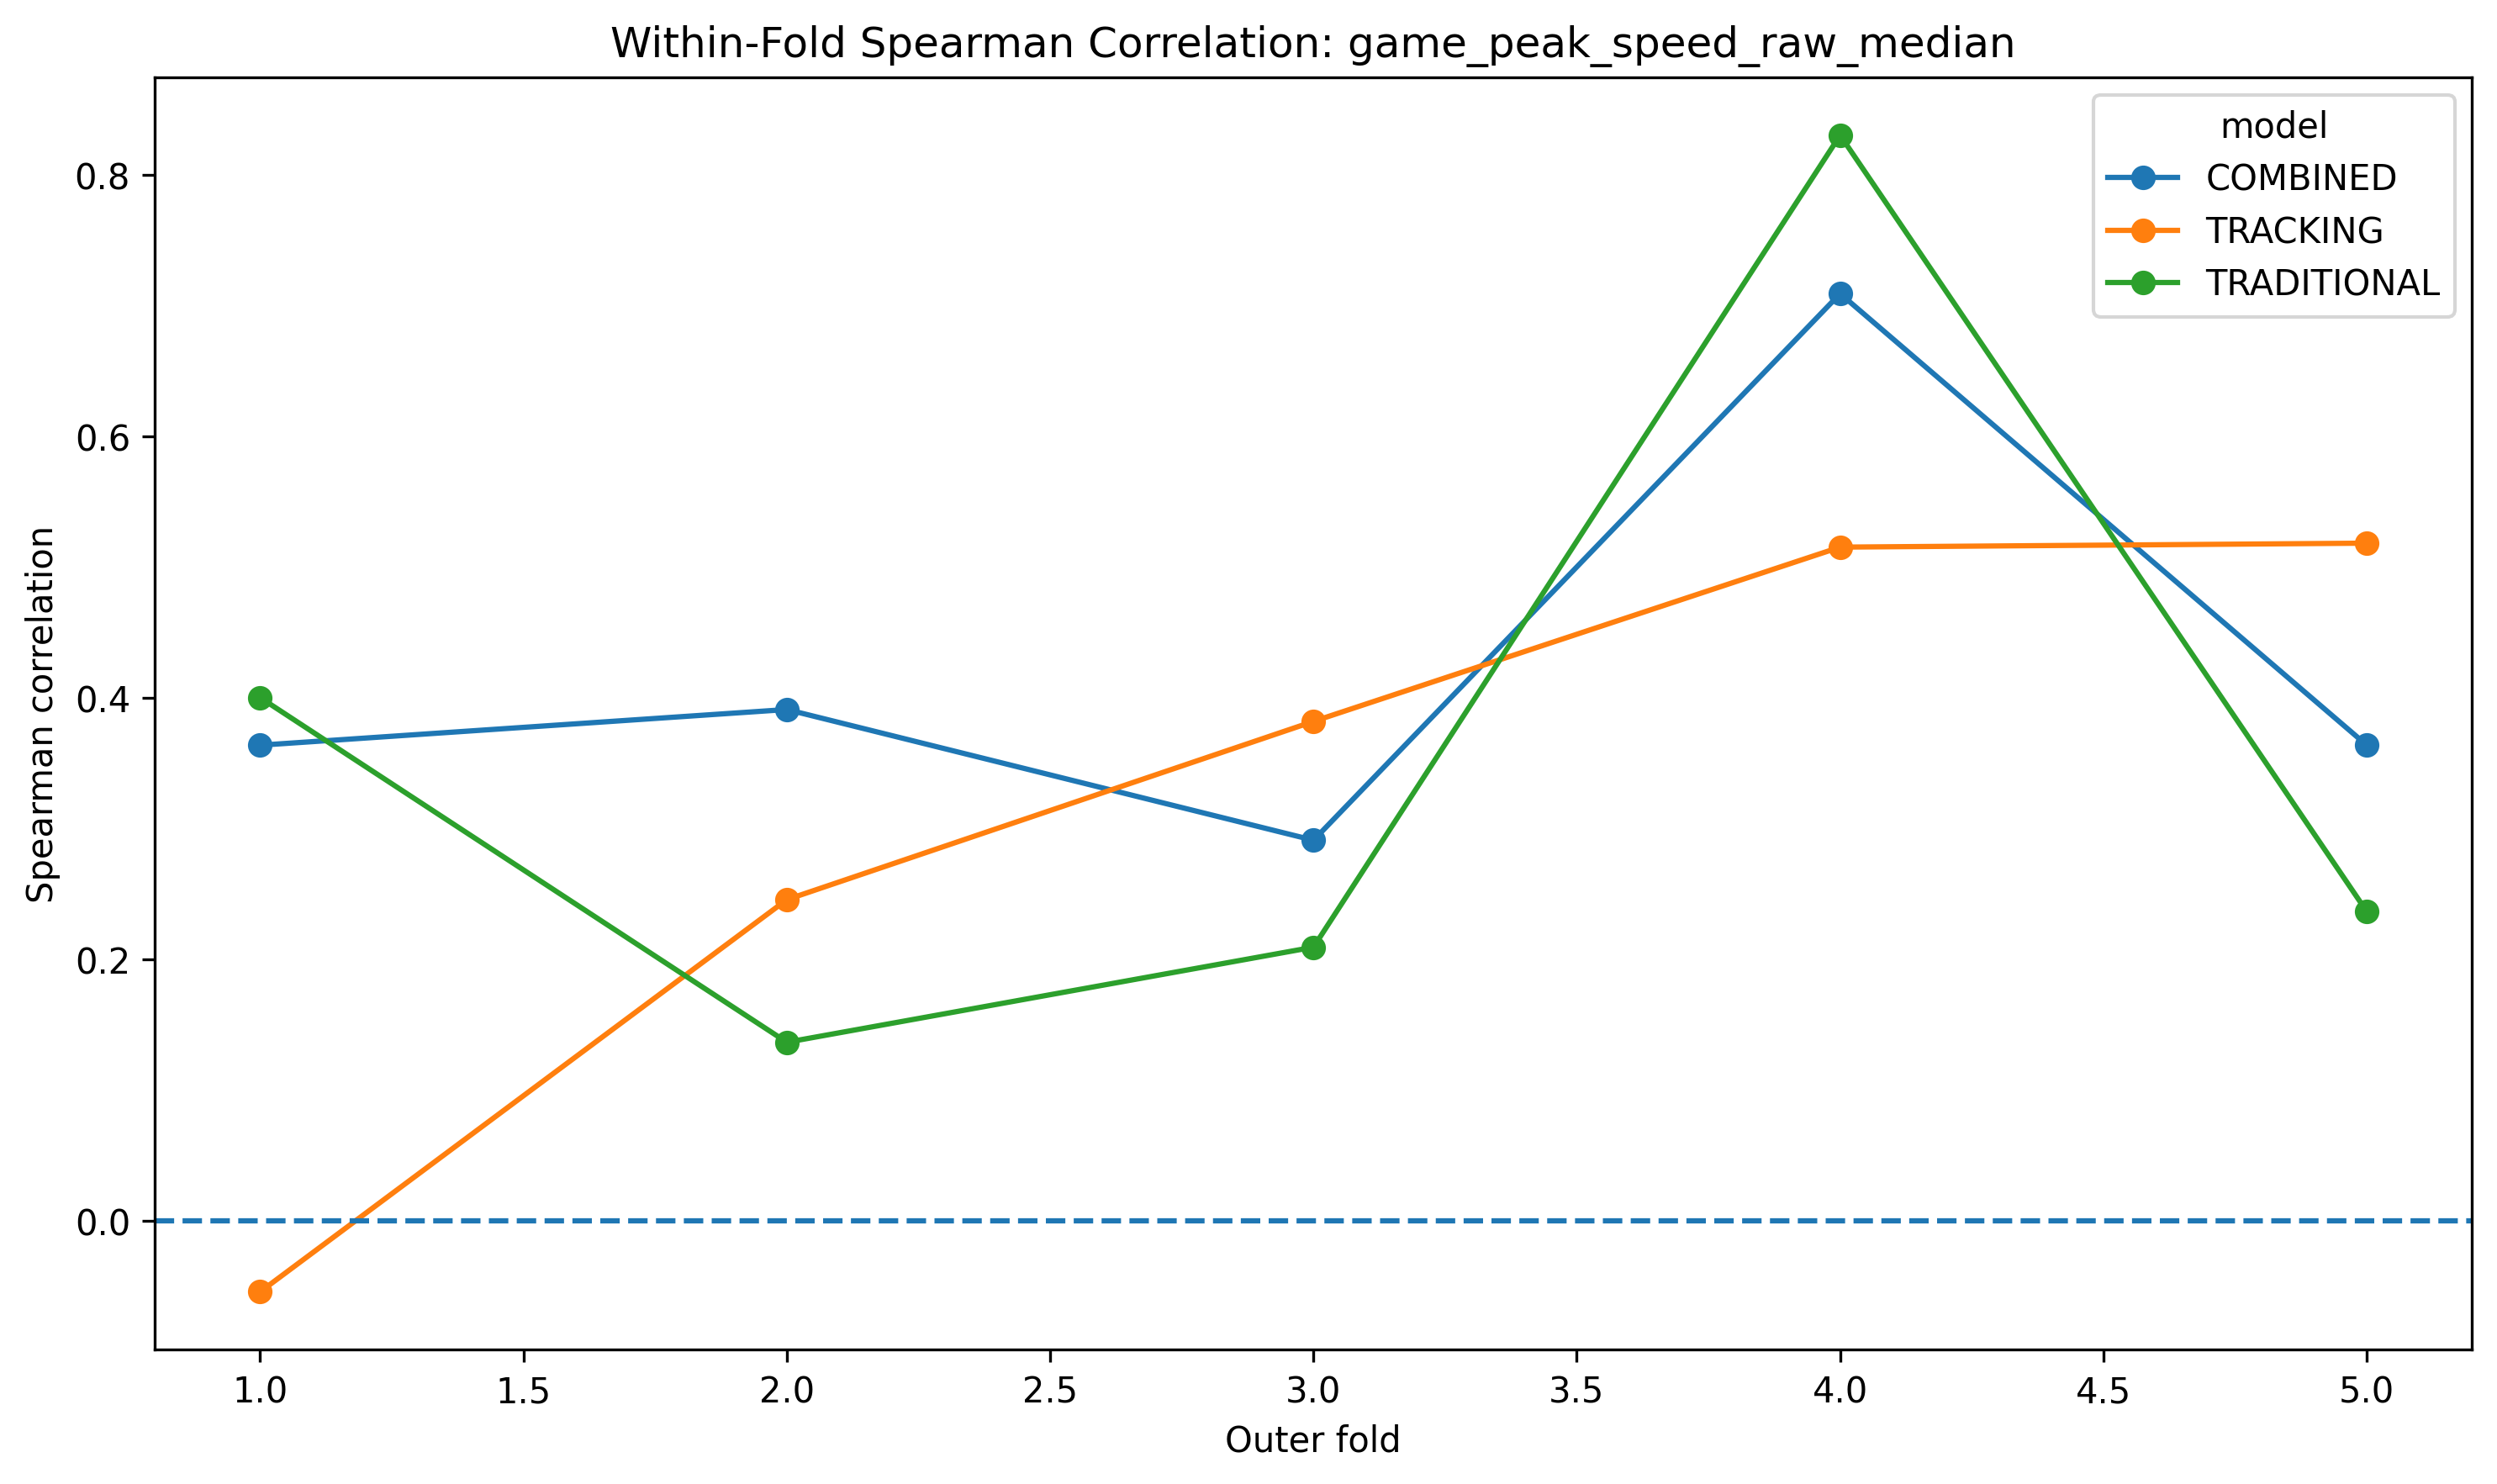 Within-Fold Spearman Correlation: game_peak_speed_raw_median
model
COMBINED
TRACKING
TRADITIONAL
Spearman correlation
0.8
0.6
0.4
0.2
0.0
1.0 1.5 2.0 2.5 3.0 3.5 4.0 4.5 5.0
Outer fold